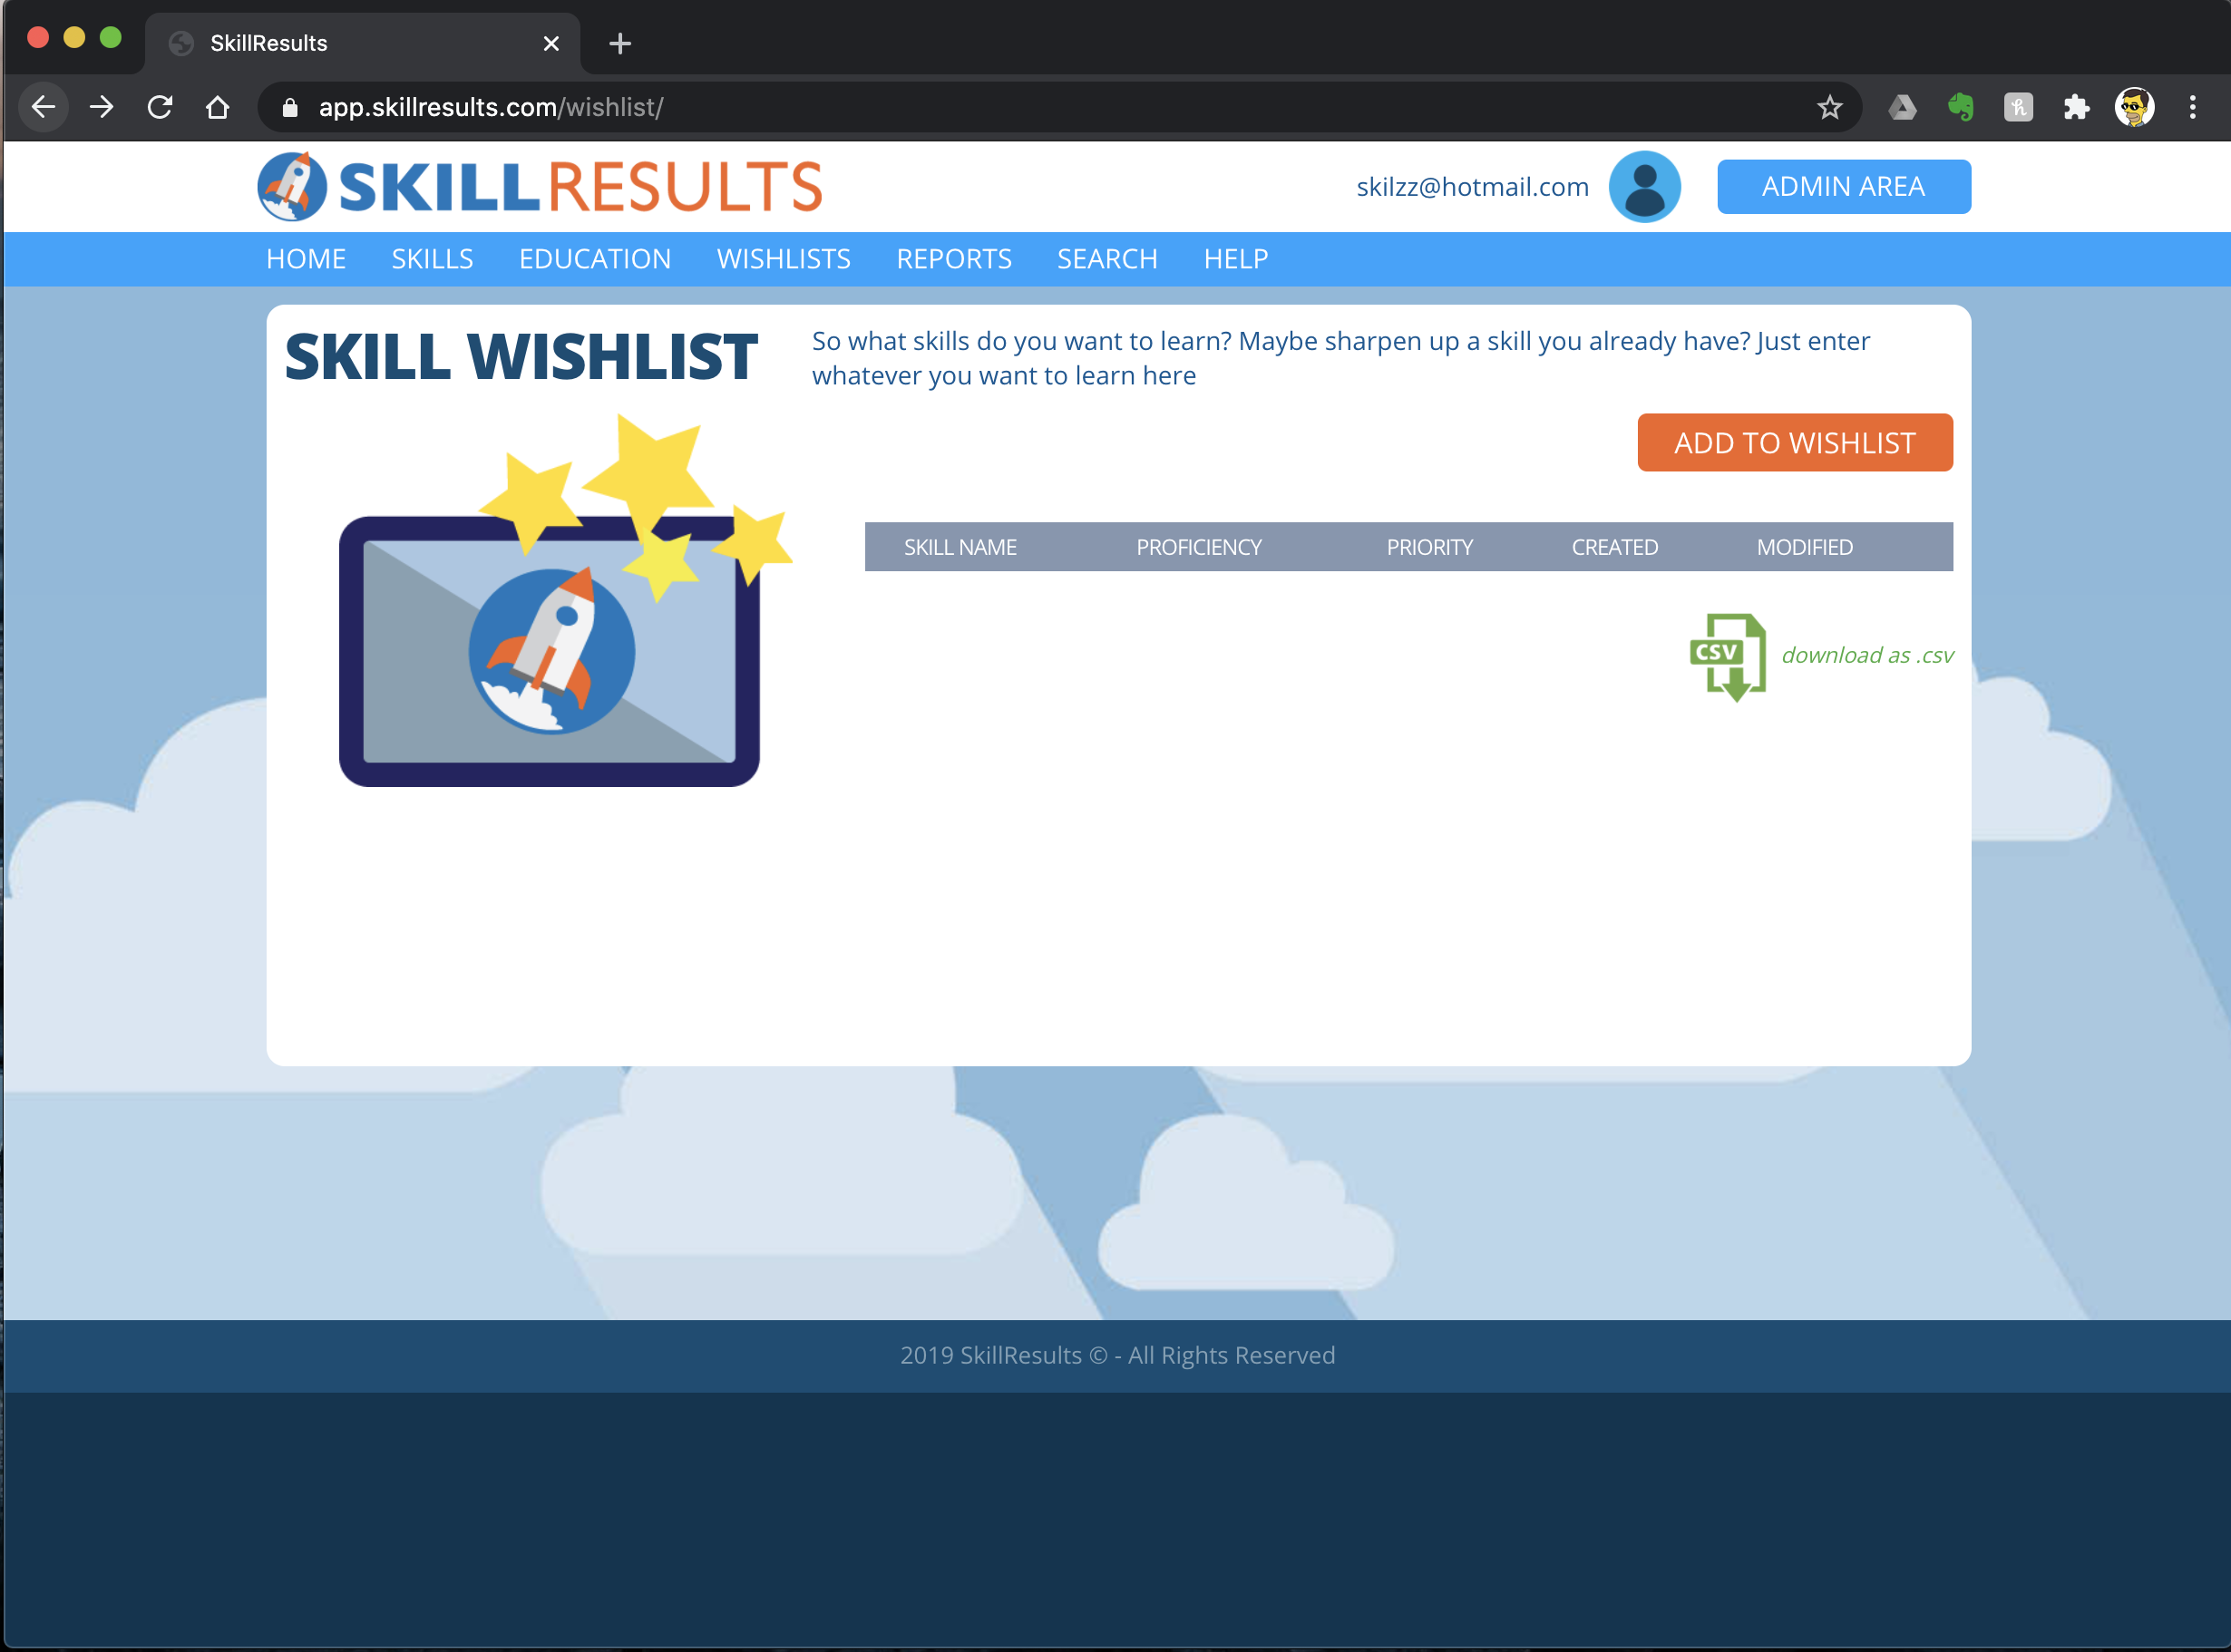 SkillResults
app.skillresults.com/wishlist/
SKILLRESULTS
skilzz@hotmail.com
ADMIN AREA
HOME SKILLS EDUCATION WISHLISTS REPORTS SEARCH HELP
SKILL WISHLIST
So what skills do you want to learn? Maybe sharpen up a skill you already have? Just enter
whatever you want to learn here
ADD TO WISHLIST
SKILL NAME PROFICIENCY PRIORITY CREATED MODIFIED
CSV
download as .csv
2019 SkillResults © - All Rights Reserved